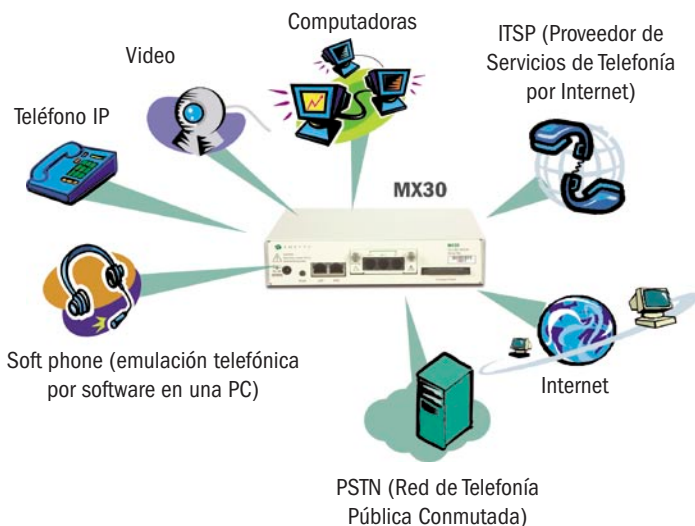 Computadoras
Video
ITSP (Proveedor de
Servicios de Telefonía
por Internet)
Teléfono IP
MX30
Soft phone (emulación telefónica
por software en una PC)
Internet
PSTN (Red de Telefonía
Pública Conmutada)